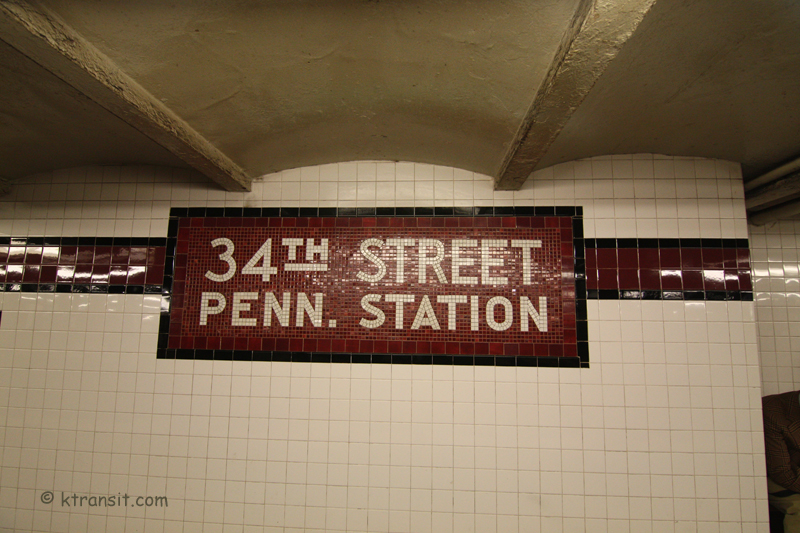 34TH STREET
PENN. STATION
© ktransit.com